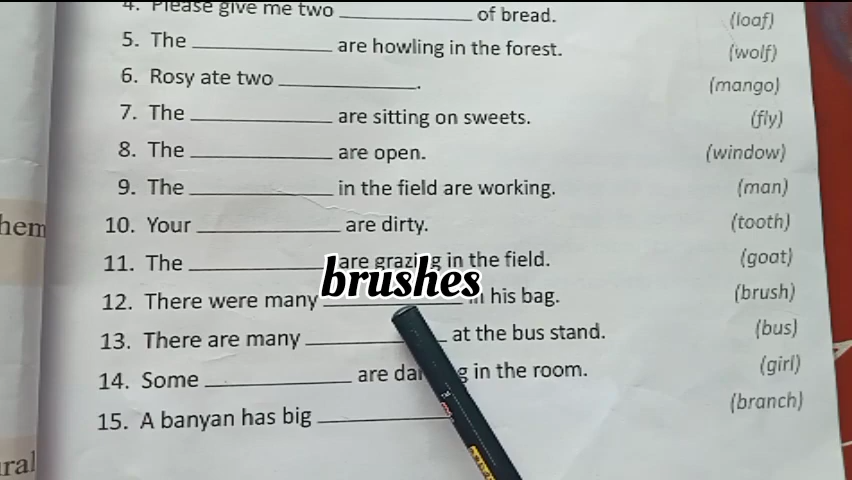 4. Please give me two ____________ of bread. (loaf)
5. The ____________ are howling in the forest. (wolf)
6. Rosy ate two ____________. (mango)
7. The ____________ are sitting on sweets. (fly)
8. The ____________ are open. (window)
9. The ____________ in the field are working. (man)
hem
10. Your ____________ are dirty. (tooth)
11. The ____________ are grazing in the field. (goat)
brushes
12. There were many ____________ in his bag. (brush)
13. There are many ____________ at the bus stand. (bus)
14. Some ____________ are dancing in the room. (girl)
15. A banyan has big ____________ (branch)
ral